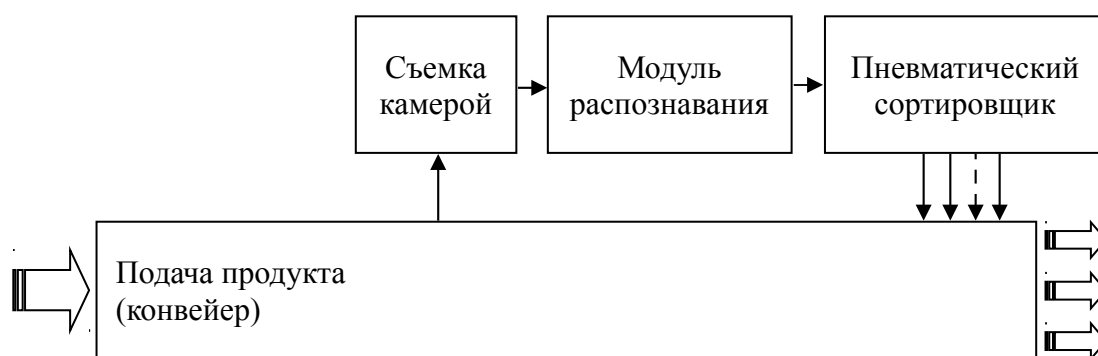 Съемка
камерой
Модуль
распознавания
Пневматический
сортировщик
Подача продукта
(конвейер)